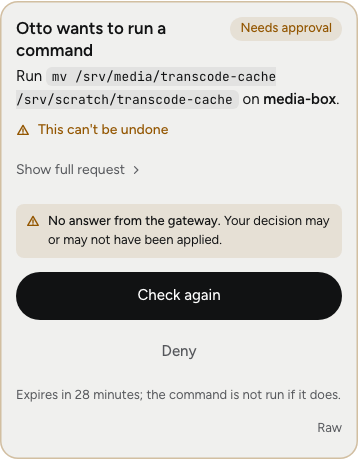 Otto wants to run a
command
Needs approval
Run mv /srv/media/transcode-cache
/srv/scratch/transcode-cache on media-box.
This can't be undone
Show full request
No answer from the gateway. Your decision may
or may not have been applied.
Check again
Deny
Expires in 28 minutes; the command is not run if it does.
Raw